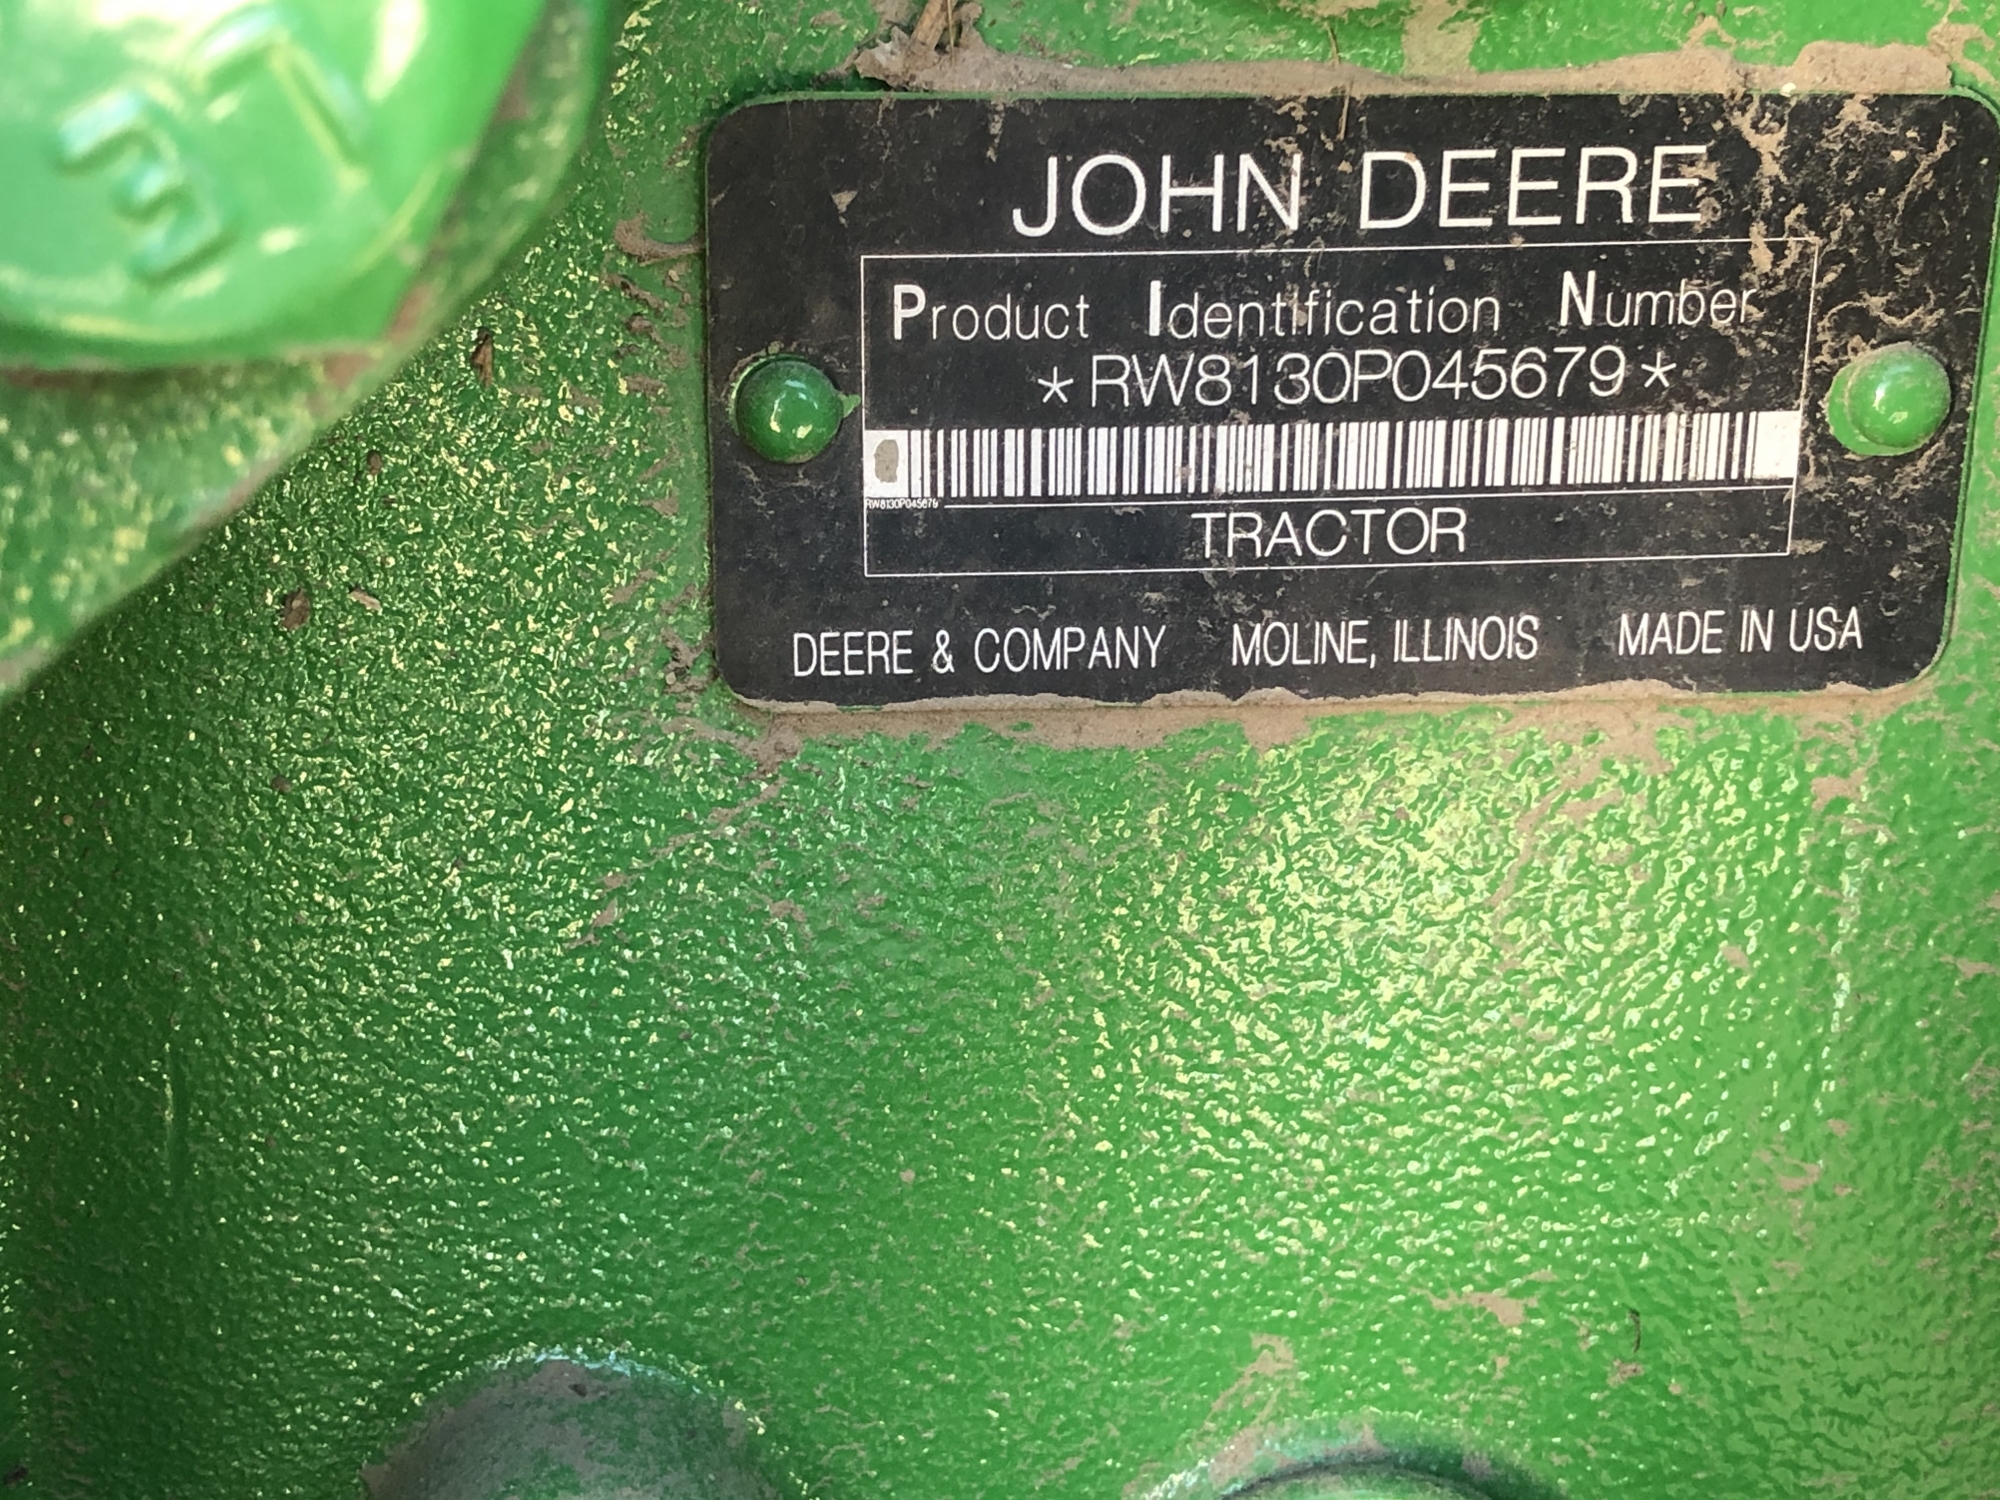 JOHN DEERE
Product Identification Number
*RW8130P045679*
RW8130P045679
TRACTOR
DEERE & COMPANY MOLINE, ILLINOIS MADE IN USA